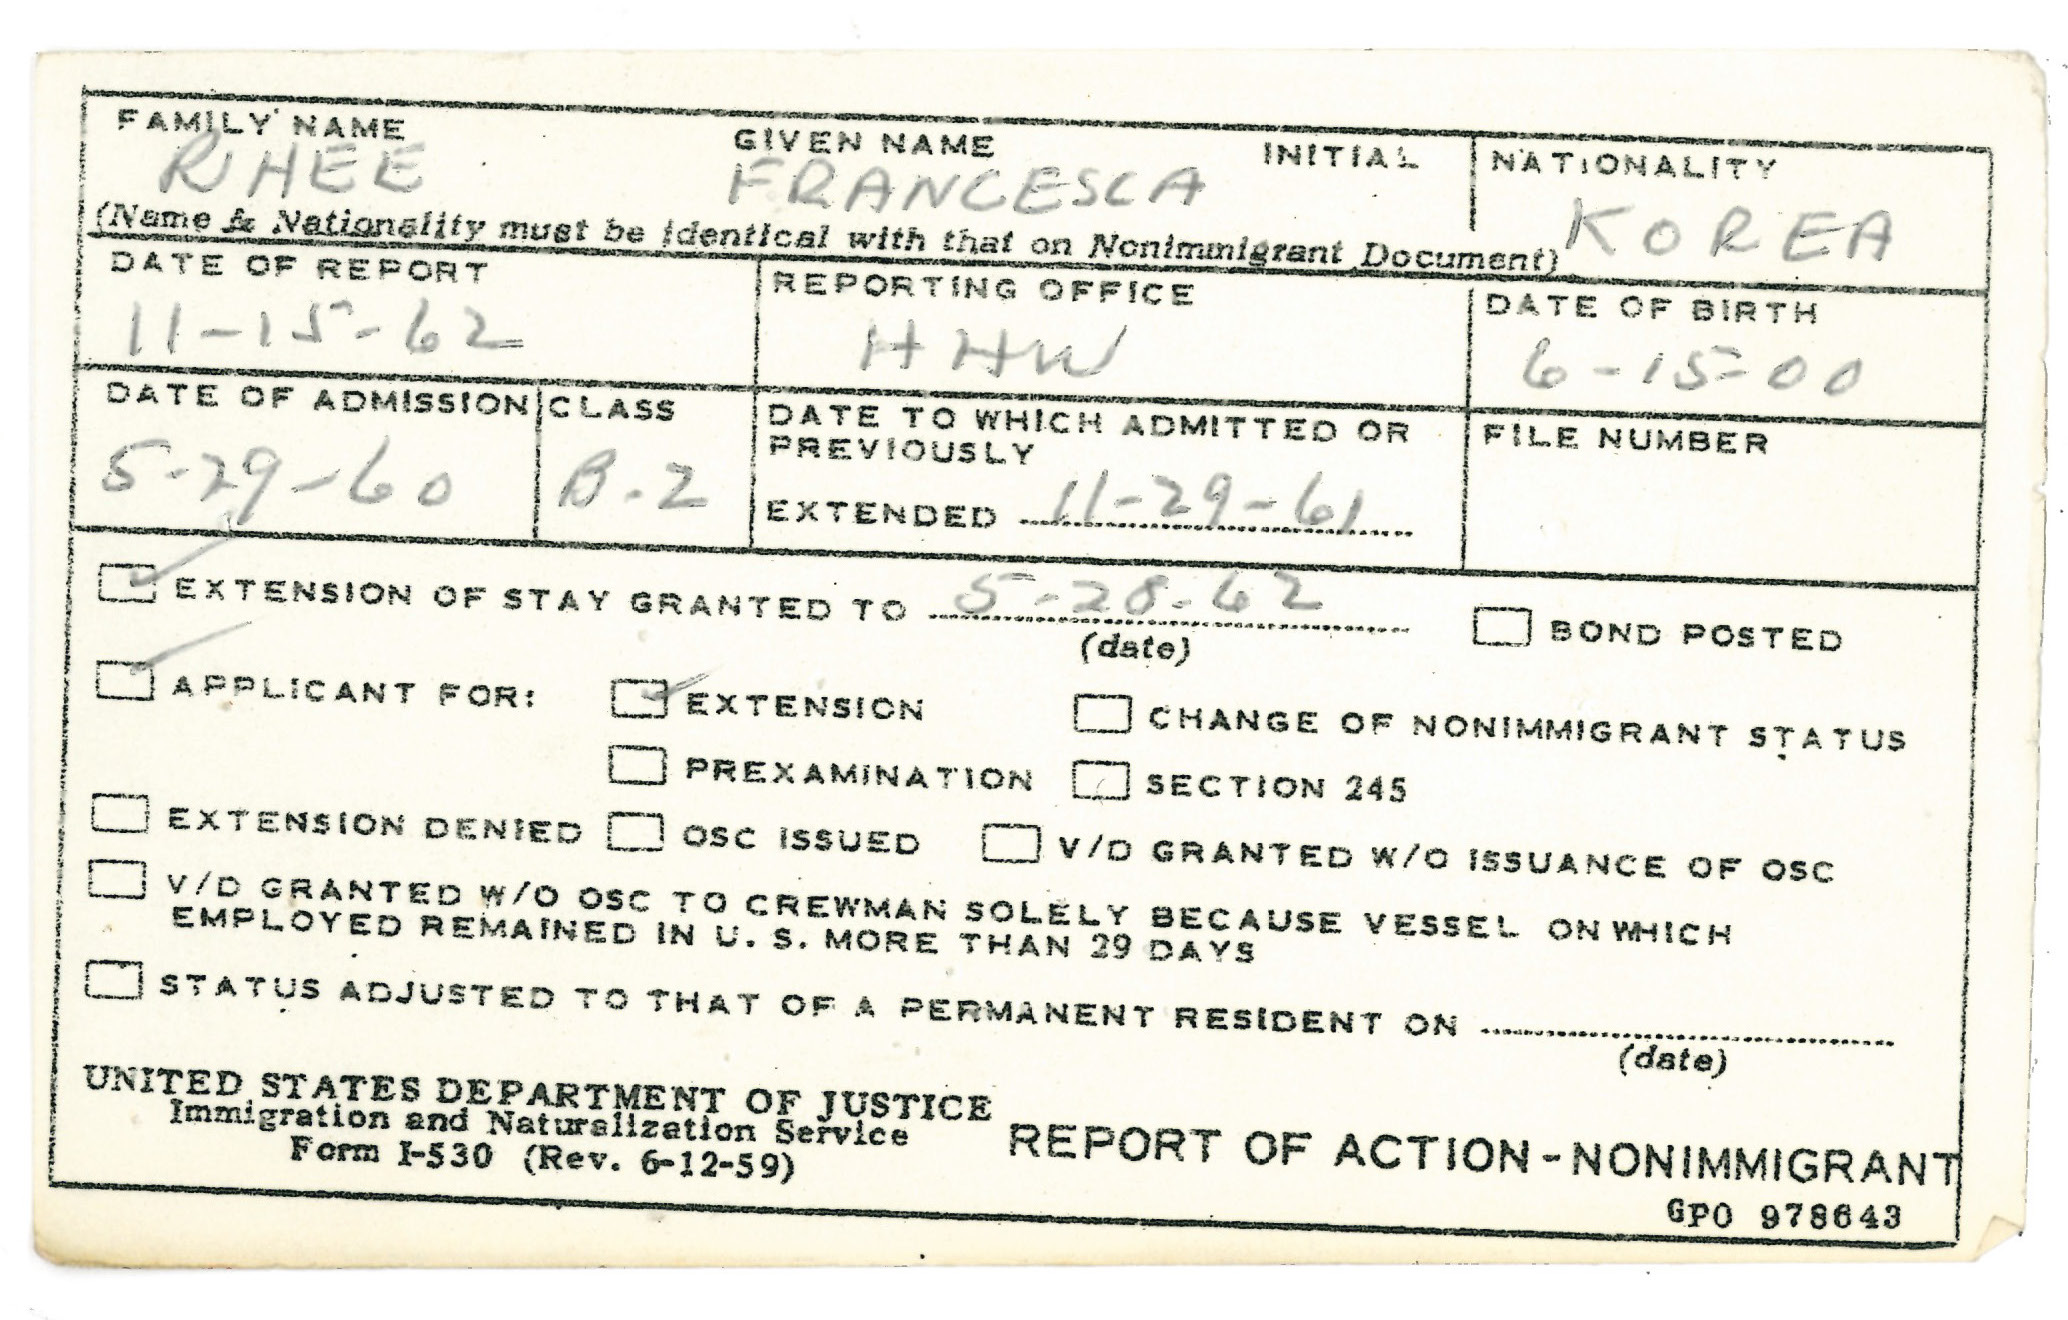 FAMILY NAME GIVEN NAME INITIAL NATIONALITY
RHEE FRANCESCA KOREA
(Name & Nationality must be identical with that on Nonimmigrant Document)
DATE OF REPORT REPORTING OFFICE DATE OF BIRTH
11-15-62 HHW 6-15-00
DATE OF ADMISSION CLASS DATE TO WHICH ADMITTED OR FILE NUMBER
PREVIOUSLY
5-29-60 B-2 EXTENDED 11-29-61
EXTENSION OF STAY GRANTED TO 5-28-62 BOND POSTED
(date)
APPLICANT FOR: EXTENSION CHANGE OF NONIMMIGRANT STATUS
PREXAMINATION SECTION 245
EXTENSION DENIED OSC ISSUED V/D GRANTED W/O ISSUANCE OF OSC
V/D GRANTED W/O OSC TO CREWMAN SOLELY BECAUSE VESSEL ON WHICH
EMPLOYED REMAINED IN U. S. MORE THAN 29 DAYS
STATUS ADJUSTED TO THAT OF A PERMANENT RESIDENT ON
(date)
UNITED STATES DEPARTMENT OF JUSTICE
Immigration and Naturalization Service
Form I-530 (Rev. 6-12-59)
REPORT OF ACTION - NONIMMIGRANT
GPO 978643